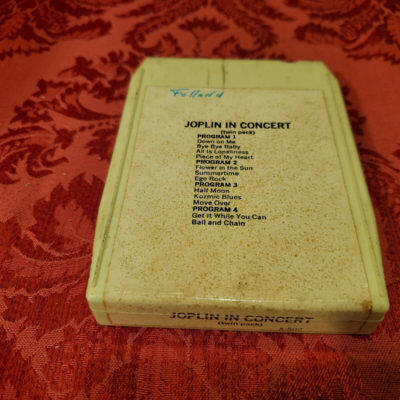 JOPLIN IN CONCERT
(twin pack)
PROGRAM 1
Down on Me
Bye Bye Baby
All is Loneliness
Piece of My Heart
PROGRAM 2
Flower in the Sun
Summertime
Ego Rock
PROGRAM 3
Half Moon
Kozmic Blues
Move Over
PROGRAM 4
Get It While You Can
Ball and Chain
JOPLIN IN CONCERT
(twin pack)